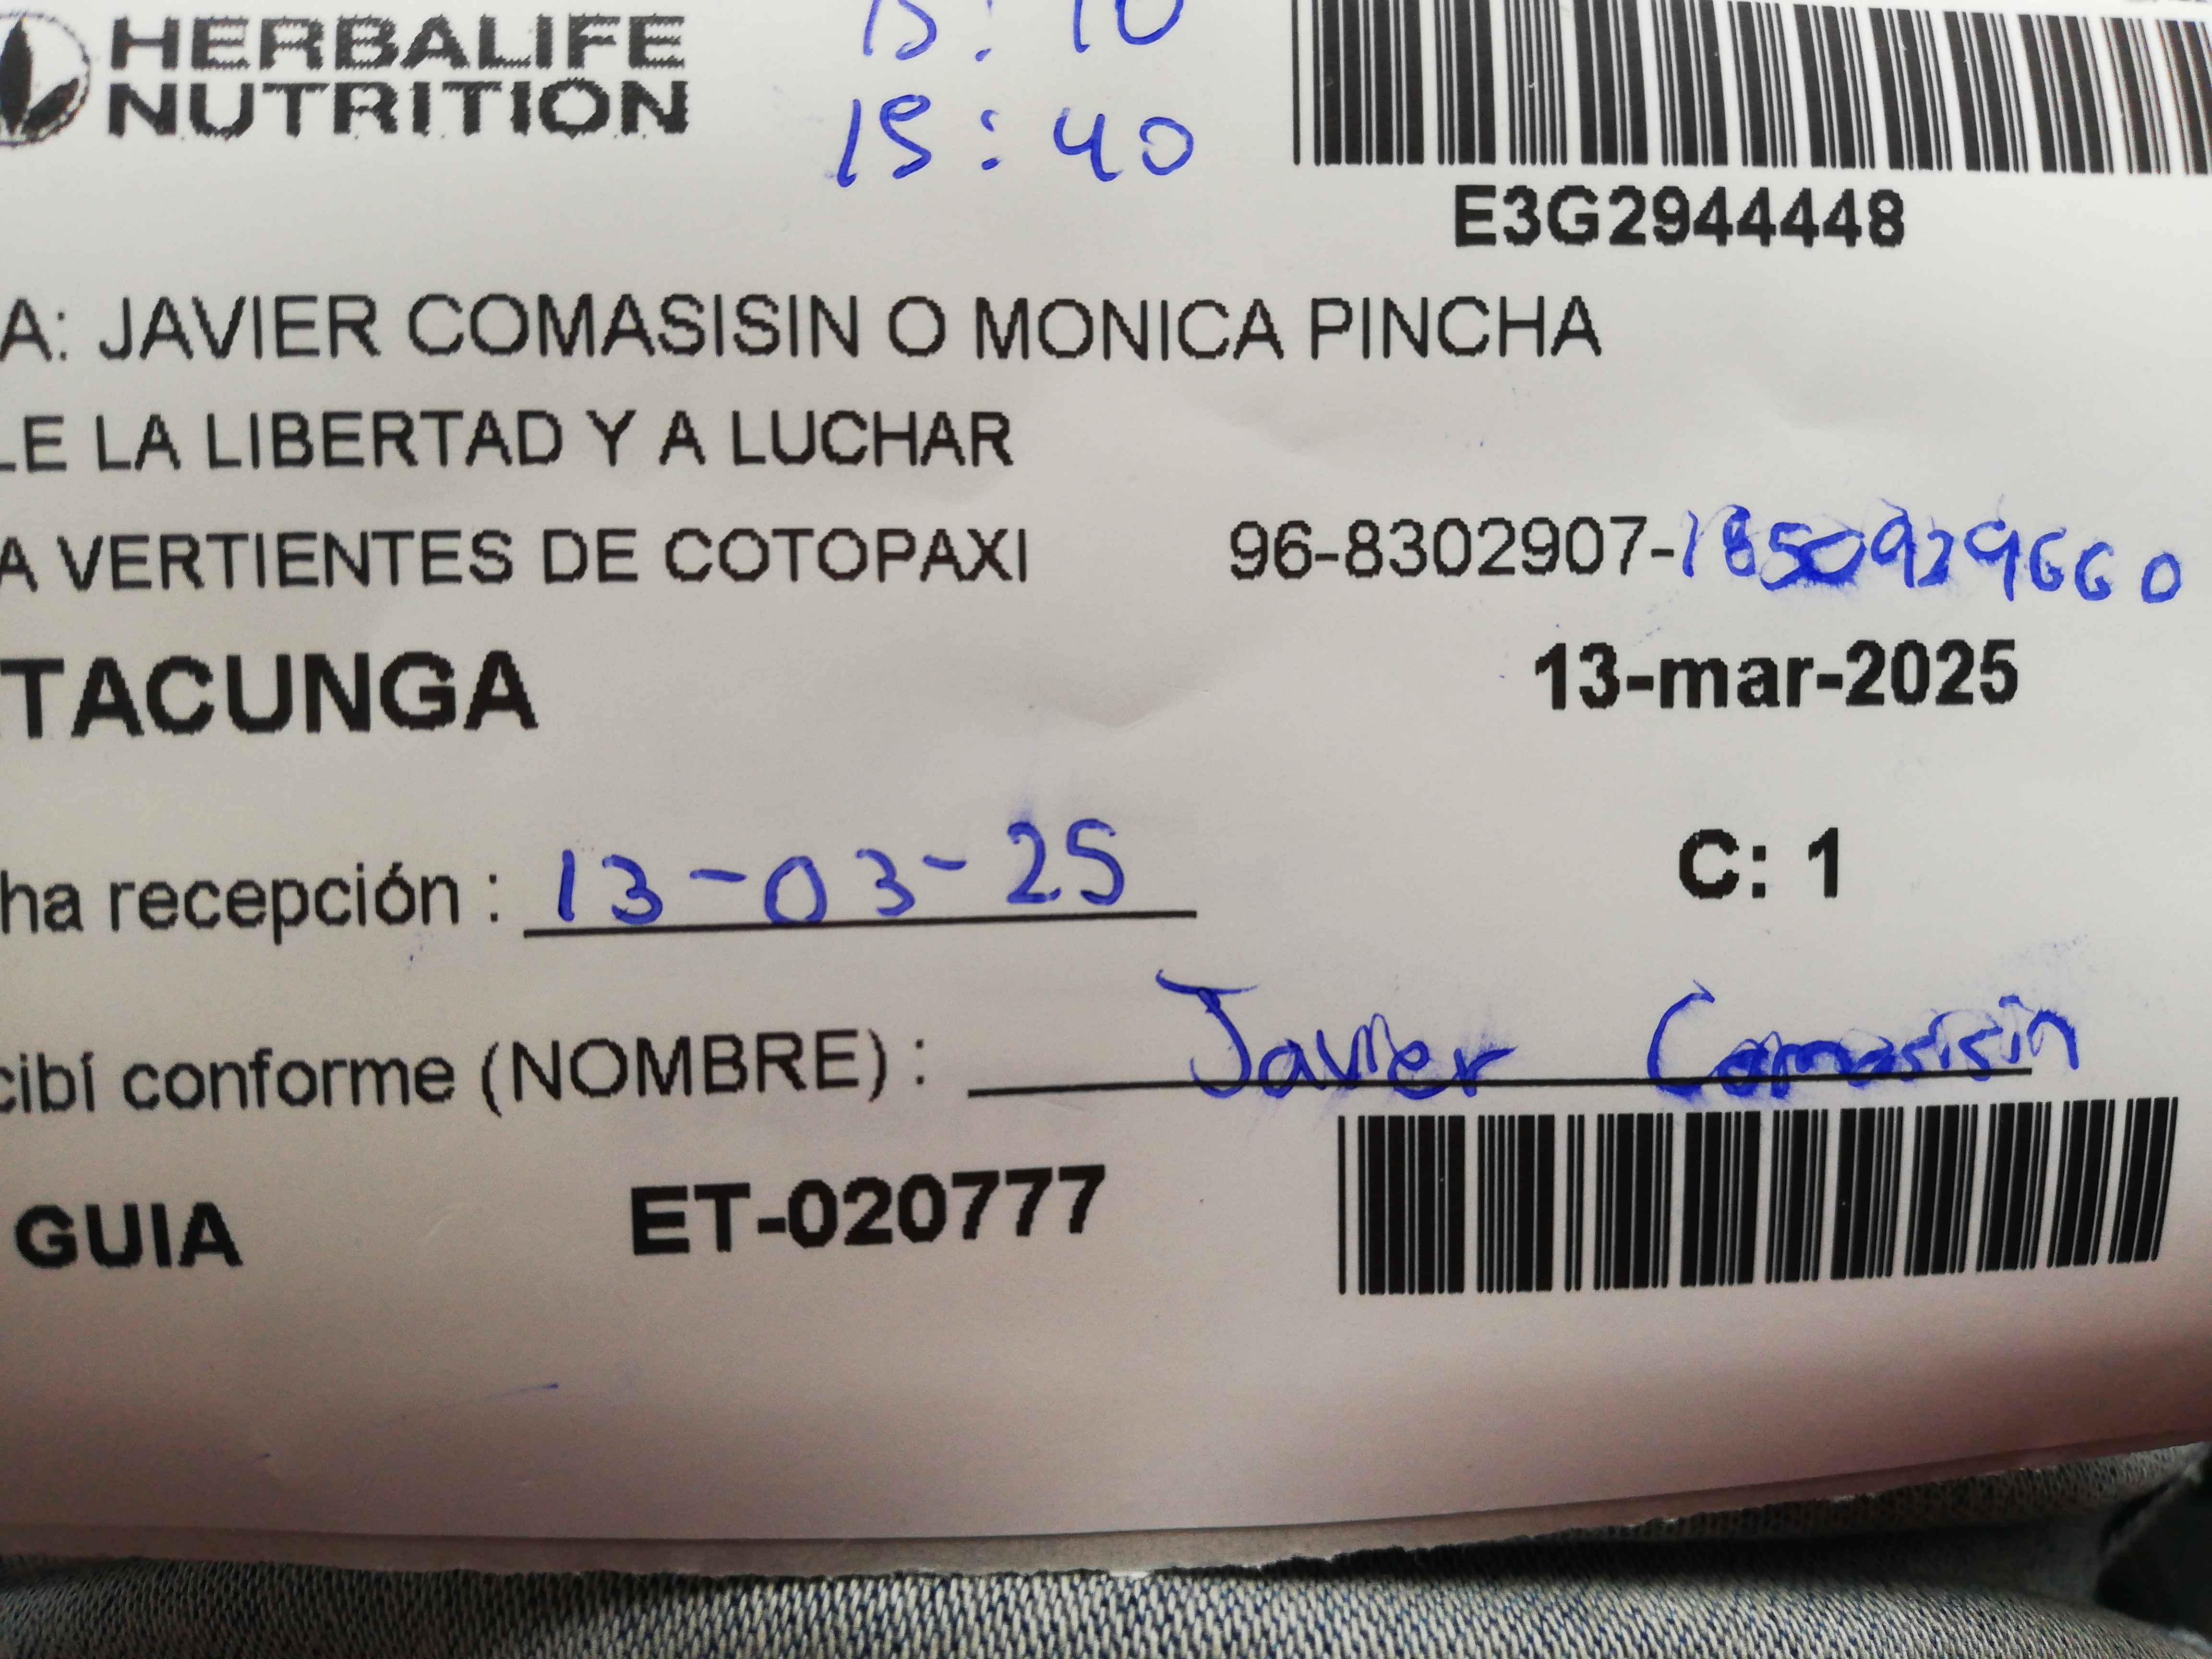 HERBALIFE
NUTRITION
15:40
E3G2944448
A: JAVIER COMASISIN O MONICA PINCHA
LE LA LIBERTAD Y A LUCHAR
A VERTIENTES DE COTOPAXI 96-8302907-
TACUNGA 13-mar-2025
ha recepción : 13-03-25 C: 1
cibí conforme (NOMBRE) : Javier Comasisin
GUIA ET-020777